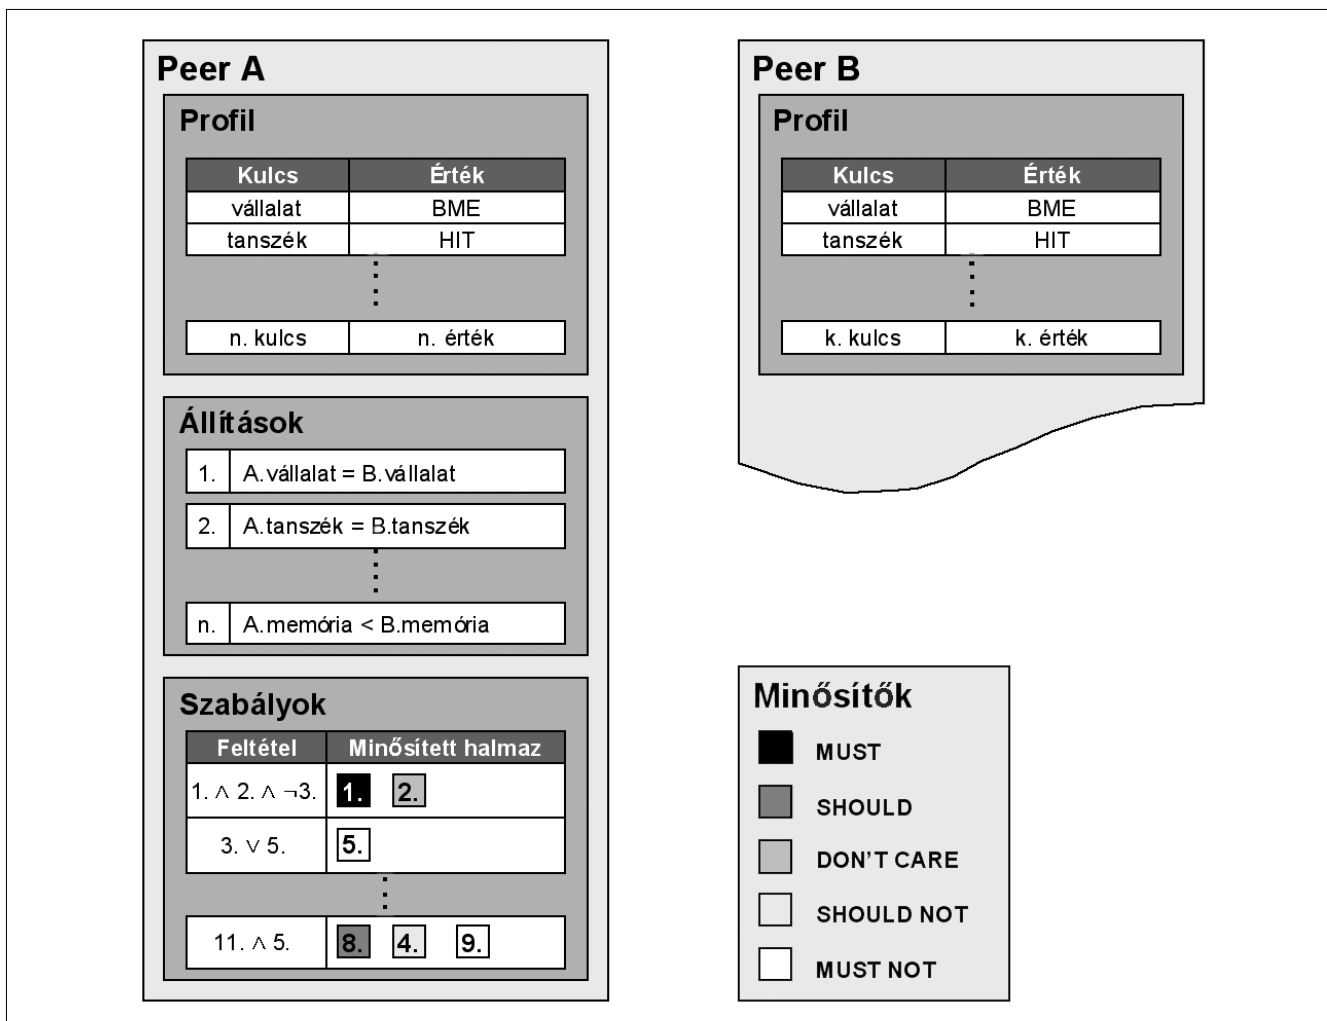 Peer A
Profil
Kulcs Érték
vállalat BME
tanszék HIT
n. kulcs n. érték
Állítások
1. A.vállalat = B.vállalat
2. A.tanszék = B.tanszék
n. A.memória < B.memória
Szabályok
Feltétel Minősített halmaz
1. ∧ 2. ∧ ¬3. 1. 2.
3. ∨ 5. 5.
11. ∧ 5. 8. 4. 9.
Peer B
Profil
Kulcs Érték
vállalat BME
tanszék HIT
k. kulcs k. érték
Minősítők
MUST
SHOULD
DON'T CARE
SHOULD NOT
MUST NOT